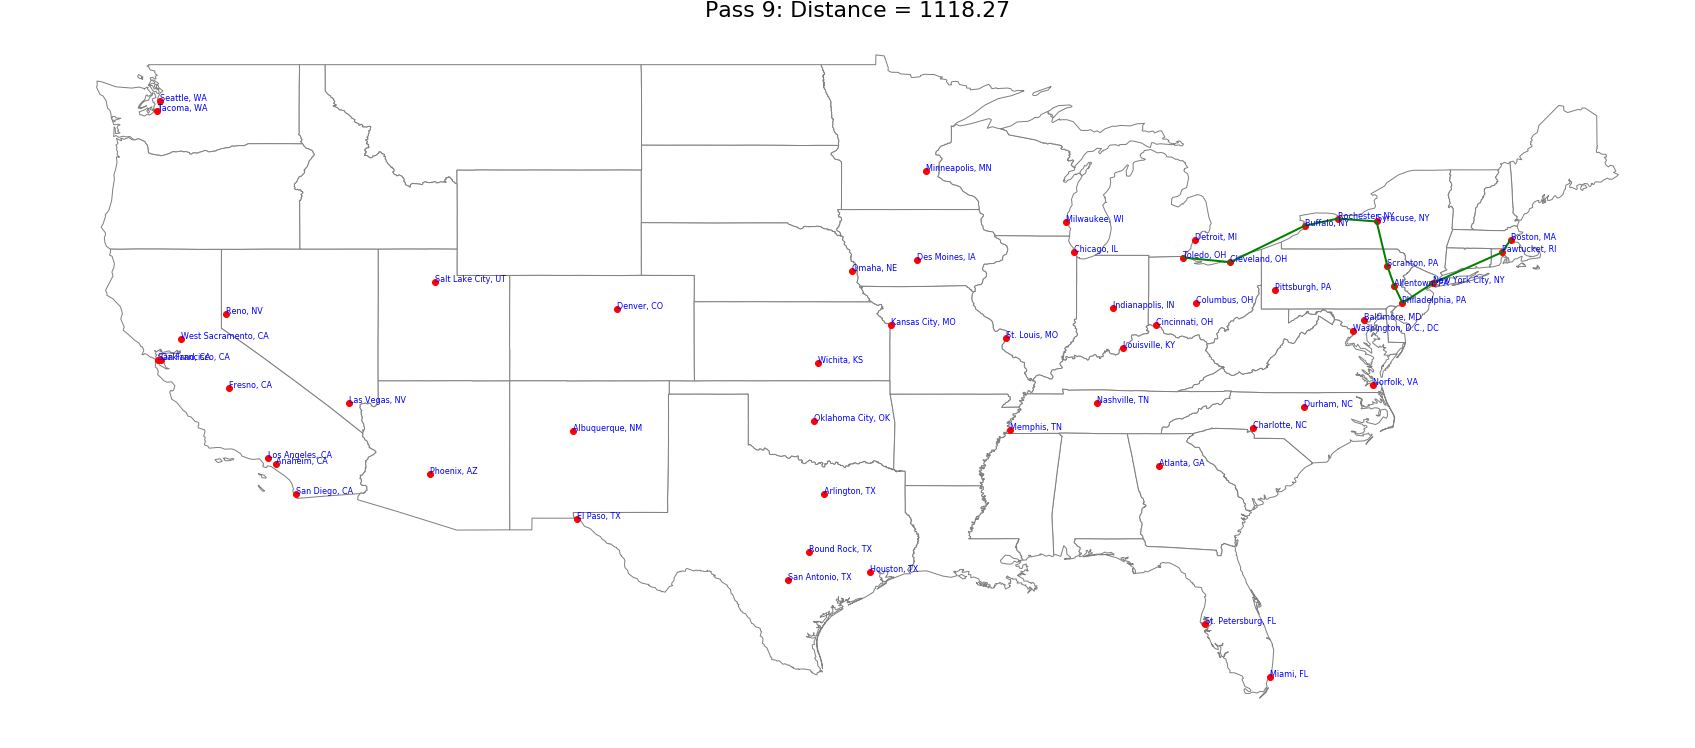 Pass 9: Distance = 1118.27
Seattle, WA
Tacoma, WA
Minneapolis, MN
Milwaukee, WI
Rochester, NY
Syracuse, NY
Buffalo, NY
Detroit, MI
Boston, MA
Chicago, IL
Pawtucket, RI
Toledo, OH
Des Moines, IA
Cleveland, OH
Scranton, PA
Omaha, NE
Salt Lake City, UT
New York City, NY
Allentown, PA
Pittsburgh, PA
Philadelphia, PA
Columbus, OH
Indianapolis, IN
Denver, CO
Reno, NV
Baltimore, MD
Kansas City, MO
Cincinnati, OH
Washington, D.C., DC
West Sacramento, CA
St. Louis, MO
Louisville, KY
Oakland, CA
San Francisco, CA
Wichita, KS
Fresno, CA
Norfolk, VA
Las Vegas, NV
Nashville, TN
Durham, NC
Oklahoma City, OK
Albuquerque, NM
Memphis, TN
Charlotte, NC
Los Angeles, CA
Anaheim, CA
Atlanta, GA
Phoenix, AZ
San Diego, CA
Arlington, TX
El Paso, TX
Round Rock, TX
Houston, TX
San Antonio, TX
St. Petersburg, FL
Miami, FL